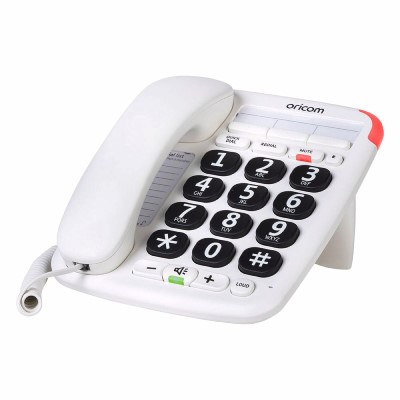 oricom
QUICK
DIAL
REDIAL
MUTE
1
2
ABC
3
DEF
4
GHI
5
JKL
6
MNO
7
PQRS
8
TUV
9
WXYZ
*
0
#
−
+
LOUD